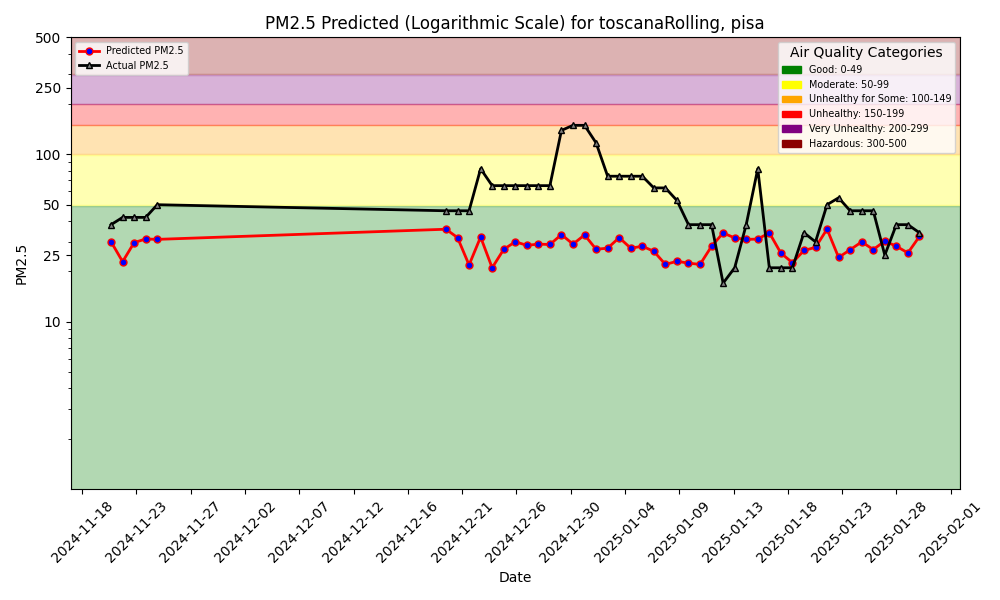 PM2.5 Predicted (Logarithmic Scale) for toscanaRolling, pisa
Predicted PM2.5
Actual PM2.5
Air Quality Categories
Good: 0-49
Moderate: 50-99
Unhealthy for Some: 100-149
Unhealthy: 150-199
Very Unhealthy: 200-299
Hazardous: 300-500
500
250
100
50
25
10
PM2.5
2024-11-18
2024-11-23
2024-11-27
2024-12-02
2024-12-07
2024-12-12
2024-12-16
2024-12-21
2024-12-26
2024-12-30
2025-01-04
2025-01-09
2025-01-13
2025-01-18
2025-01-23
2025-01-28
2025-02-01
Date